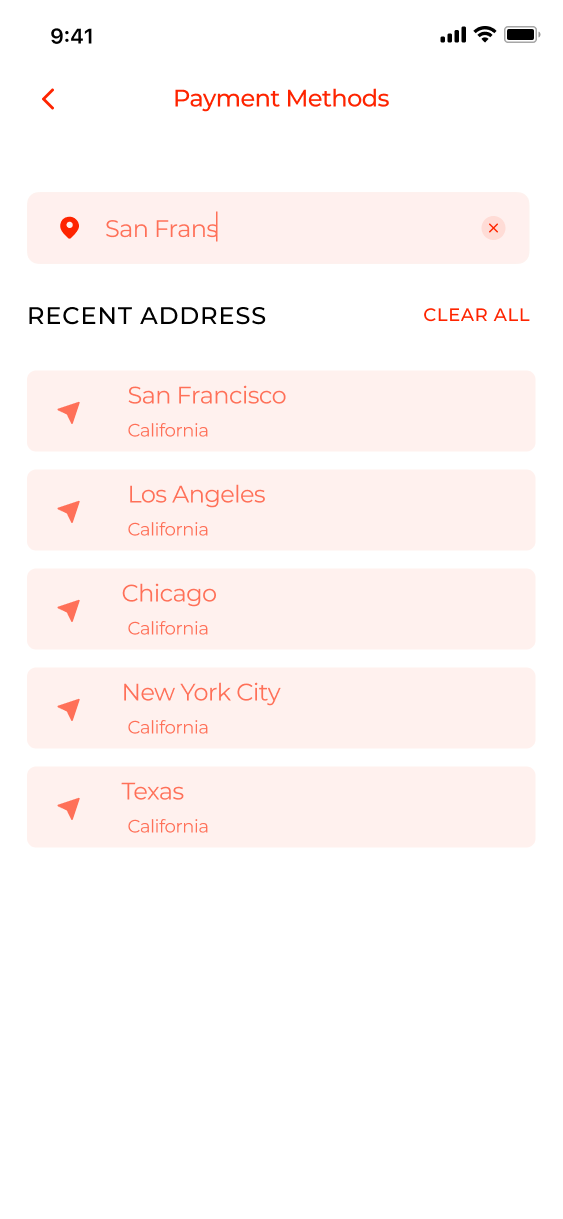 9:41
Payment Methods
San Frans
RECENT ADDRESS
CLEAR ALL
San Francisco
California
Los Angeles
California
Chicago
California
New York City
California
Texas
California